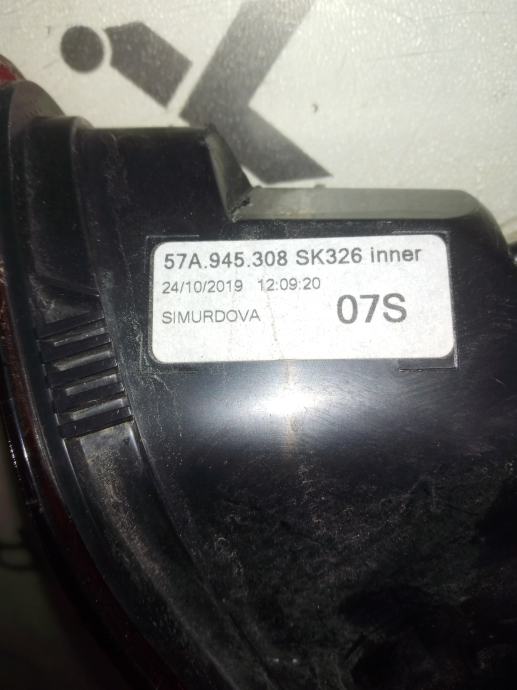 57A.945.308 SK326 inner
24/10/2019 12:09:20
SIMURDOVA 07S